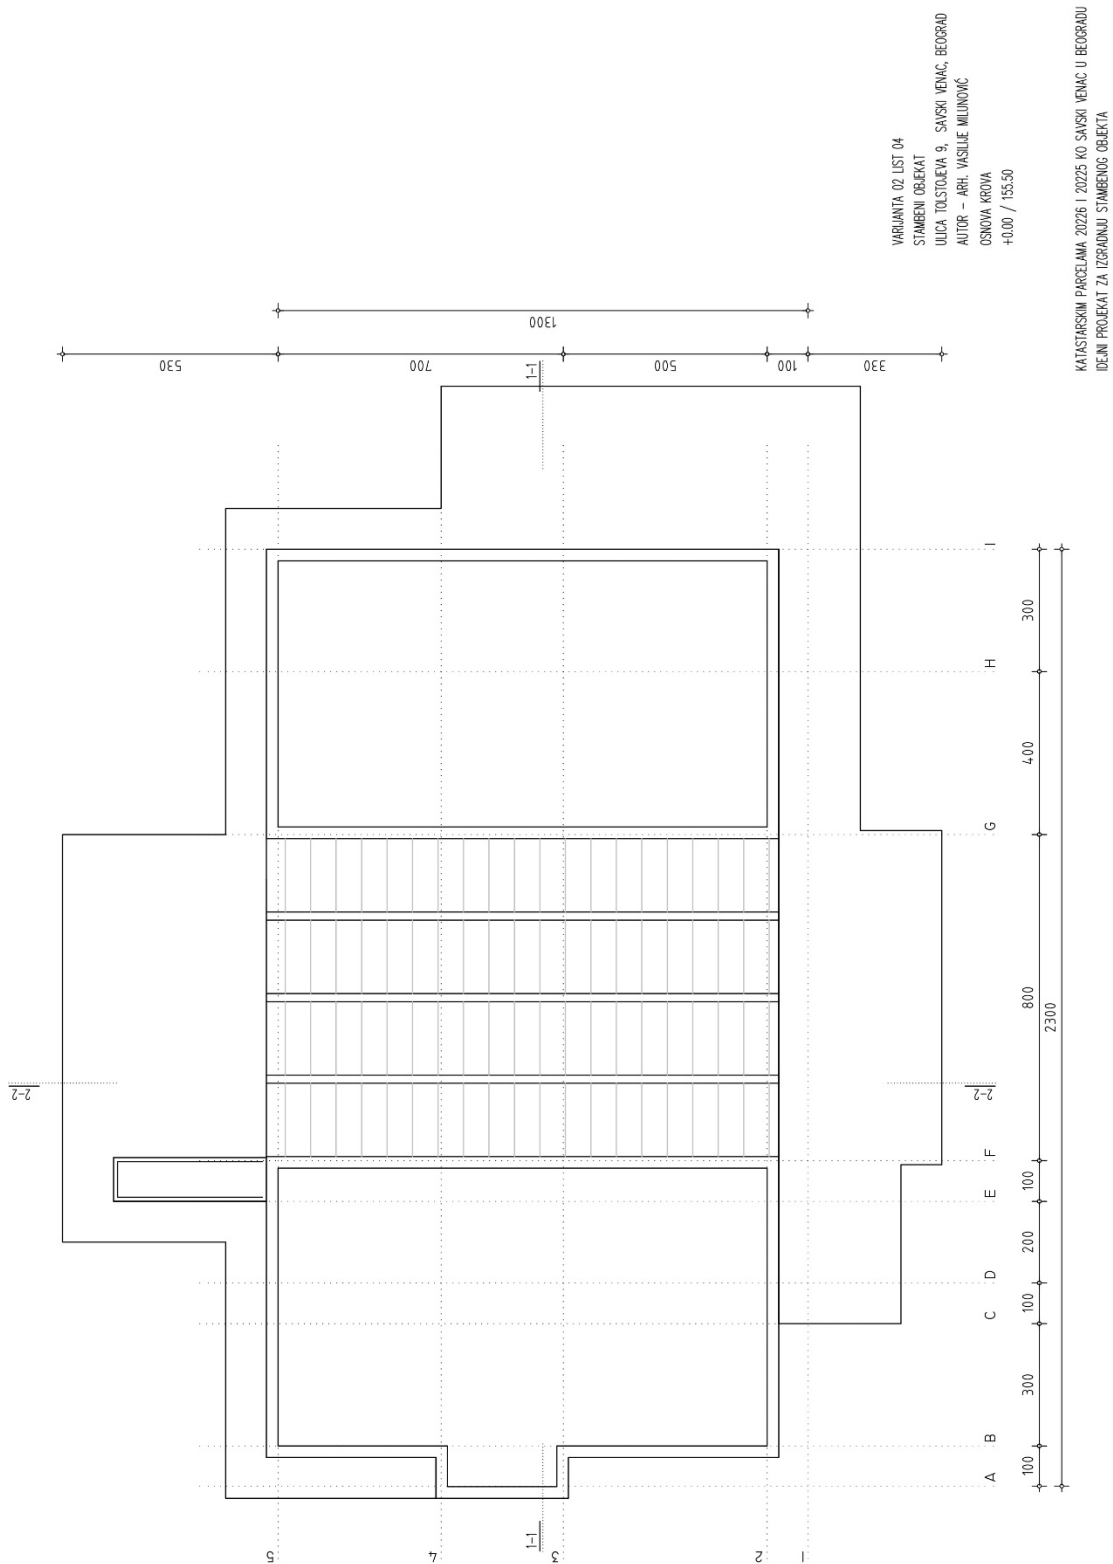 VARIJANTA 02 LIST 04
STAMBENI OBJEKAT
ULICA TOLSTOJEVA 9, SAVSKI VENAC, BEOGRAD
AUTOR - ARH. VASILIJE MILUNOVIĆ
OSNOVA KROVA
+0.00 / 155.50
KATASTARSKIM PARCELAMA 20226 I 20225 KO SAVSKI VENAC U BEOGRADU
IDEJNI PROJEKAT ZA IZGRADNJU STAMBENOG OBJEKTA
1300
530
700
500
100
330
1-1
2-2
2-2
1-1
A
B
C
D
E
F
G
H
I
100
300
100
200
100
800
400
300
2300
5
4
3
2
1